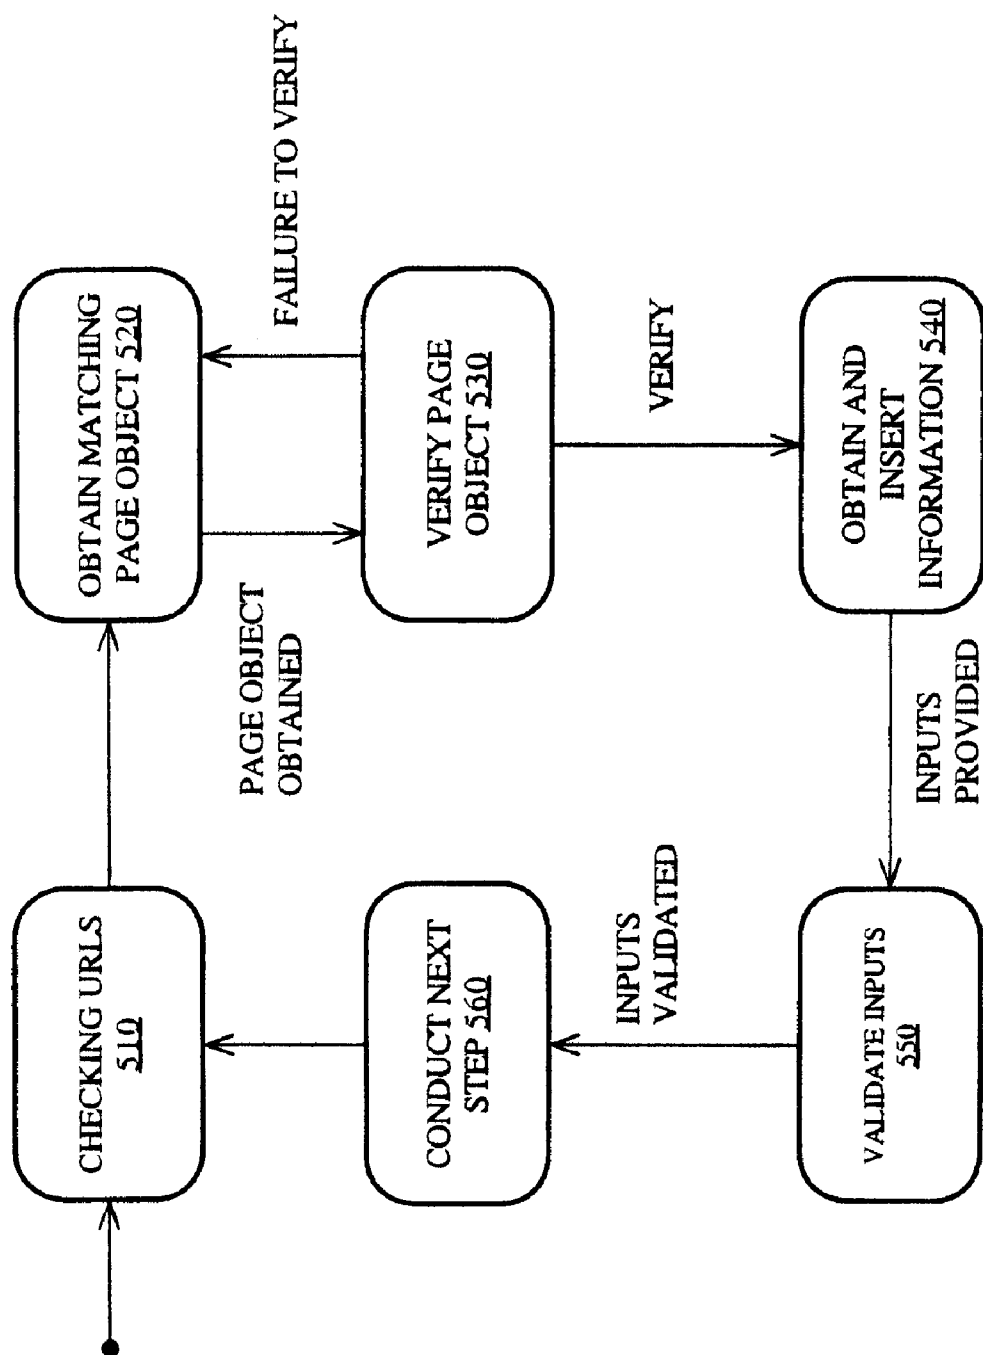 CHECKING URLS
510
OBTAIN MATCHING
PAGE OBJECT 520
PAGE OBJECT
OBTAINED
FAILURE TO VERIFY
CONDUCT NEXT
STEP 560
VERIFY PAGE
OBJECT 530
INPUTS
VALIDATED
VERIFY
VALIDATE INPUTS
550
INPUTS
PROVIDED
OBTAIN AND
INSERT
INFORMATION 540